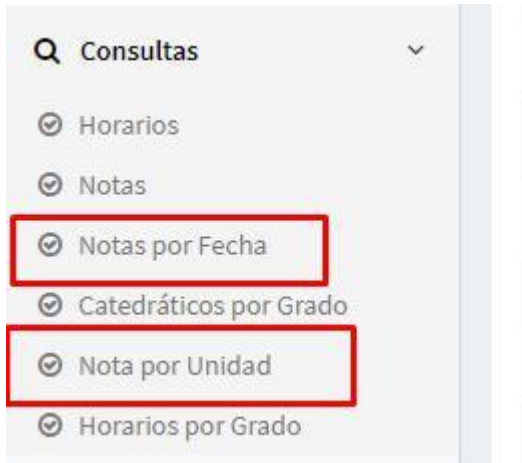 Consultas
Horarios
Notas
Notas por Fecha
Catedráticos por Grado
Nota por Unidad
Horarios por Grado